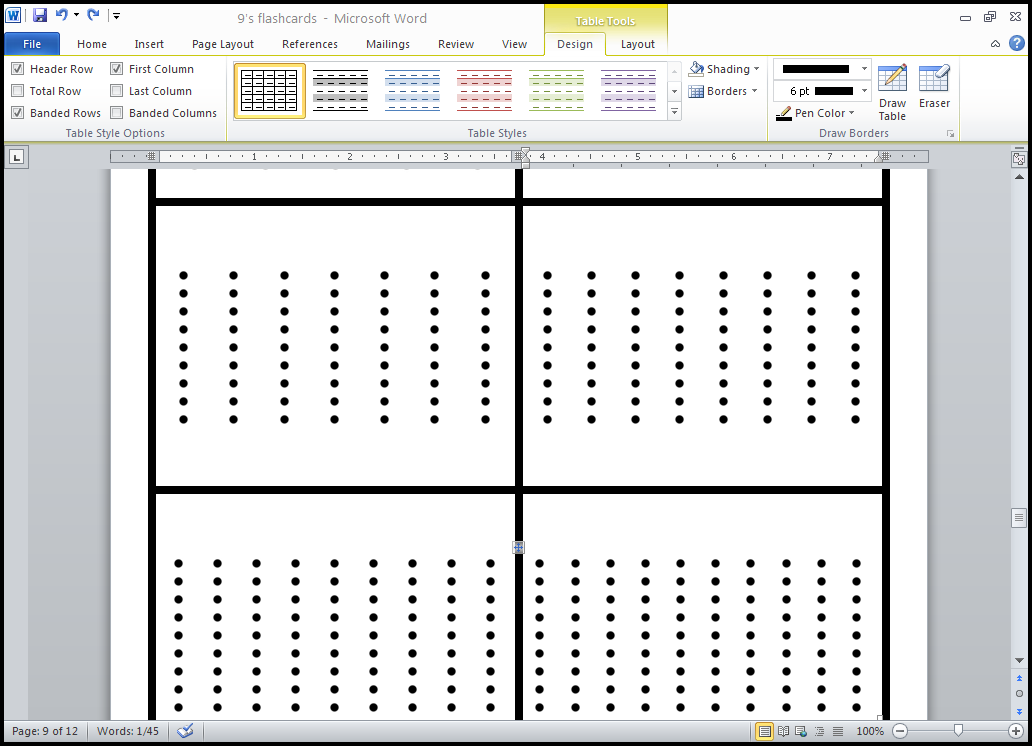 9's flashcards - Microsoft Word
Table Tools
File Home Insert Page Layout References Mailings Review View Design Layout
Header Row First Column
Total Row Last Column
Banded Rows Banded Columns
Table Style Options
Table Styles
Shading
Borders
6 pt
Pen Color
Draw Table
Eraser
Draw Borders
1 2 3 4 5 6 7
Page: 9 of 12 Words: 1/45 100%